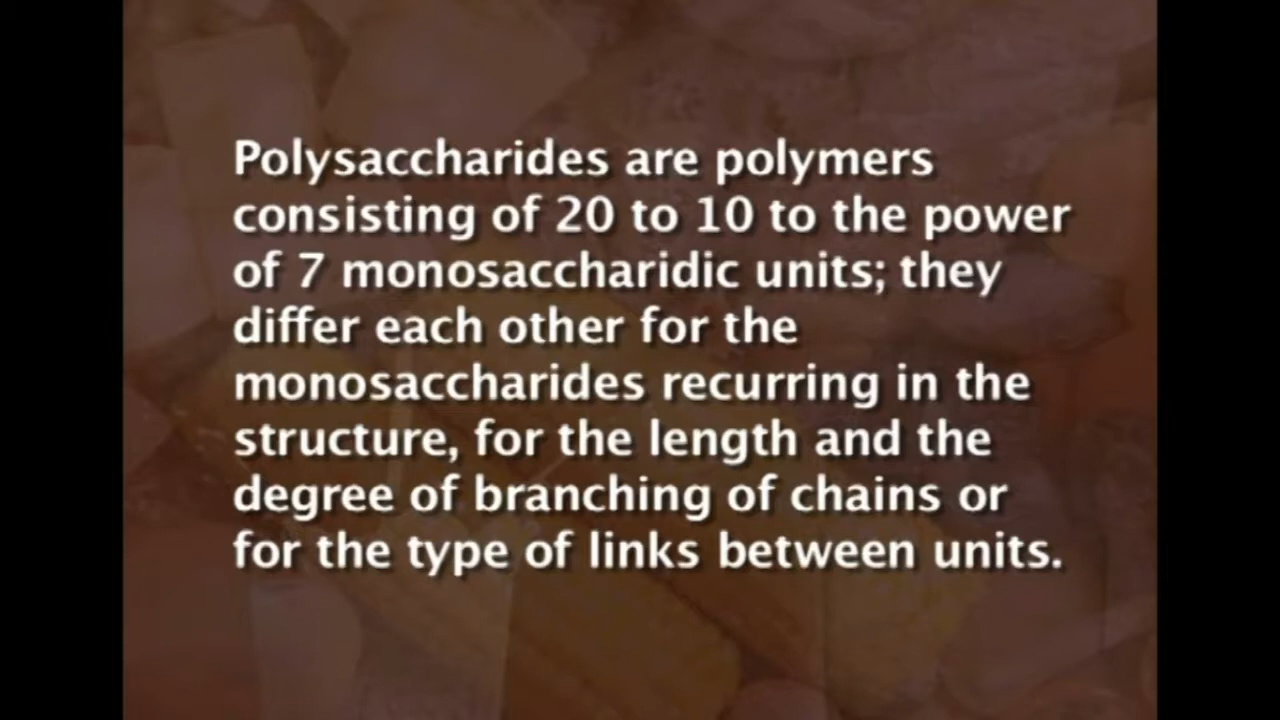 Polysaccharides are polymers
consisting of 20 to 10 to the power
of 7 monosaccharidic units; they
differ each other for the
monosaccharides recurring in the
structure, for the length and the
degree of branching of chains or
for the type of links between units.